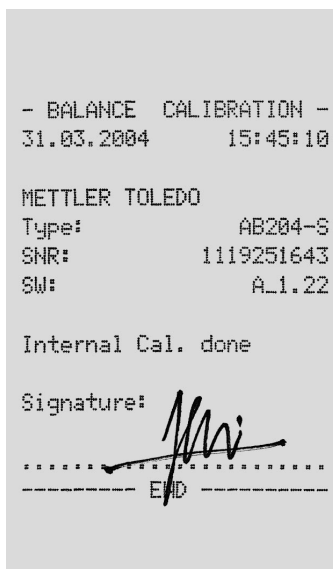 - BALANCE CALIBRATION -
31.03.2004 15:45:10
METTLER TOLEDO
Type: AB204-S
SNR: 1119251643
SW: A_1.22
Internal Cal. done
Signature:
.........................
--------- END ---------